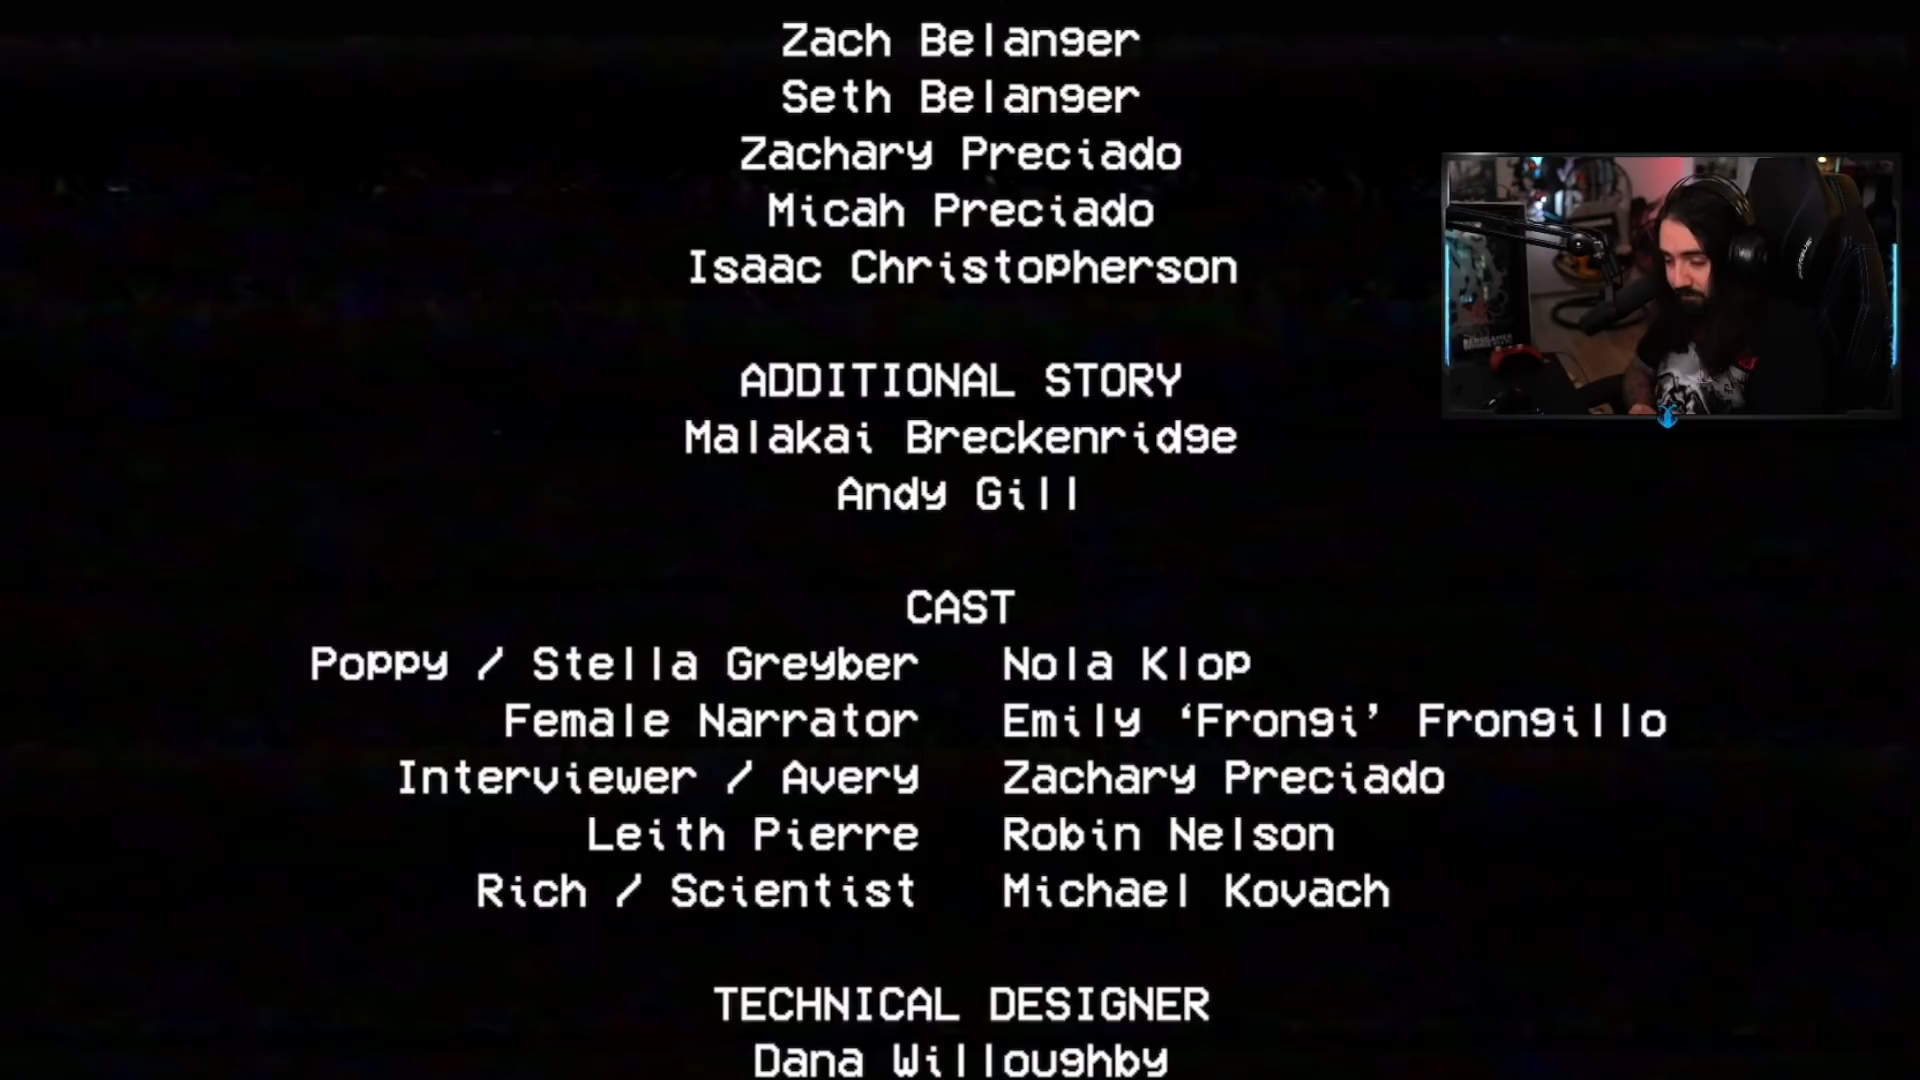 Zach Belanger
Seth Belanger
Zachary Preciado
Micah Preciado
Isaac Christopherson
ADDITIONAL STORY
Malakai Breckenridge
Andy Gill
CAST
Poppy / Stella Greyber Nola Klop
Female Narrator Emily ‘Frongi’ Frongillo
Interviewer / Avery Zachary Preciado
Leith Pierre Robin Nelson
Rich / Scientist Michael Kovach
TECHNICAL DESIGNER
Dana Willoughby